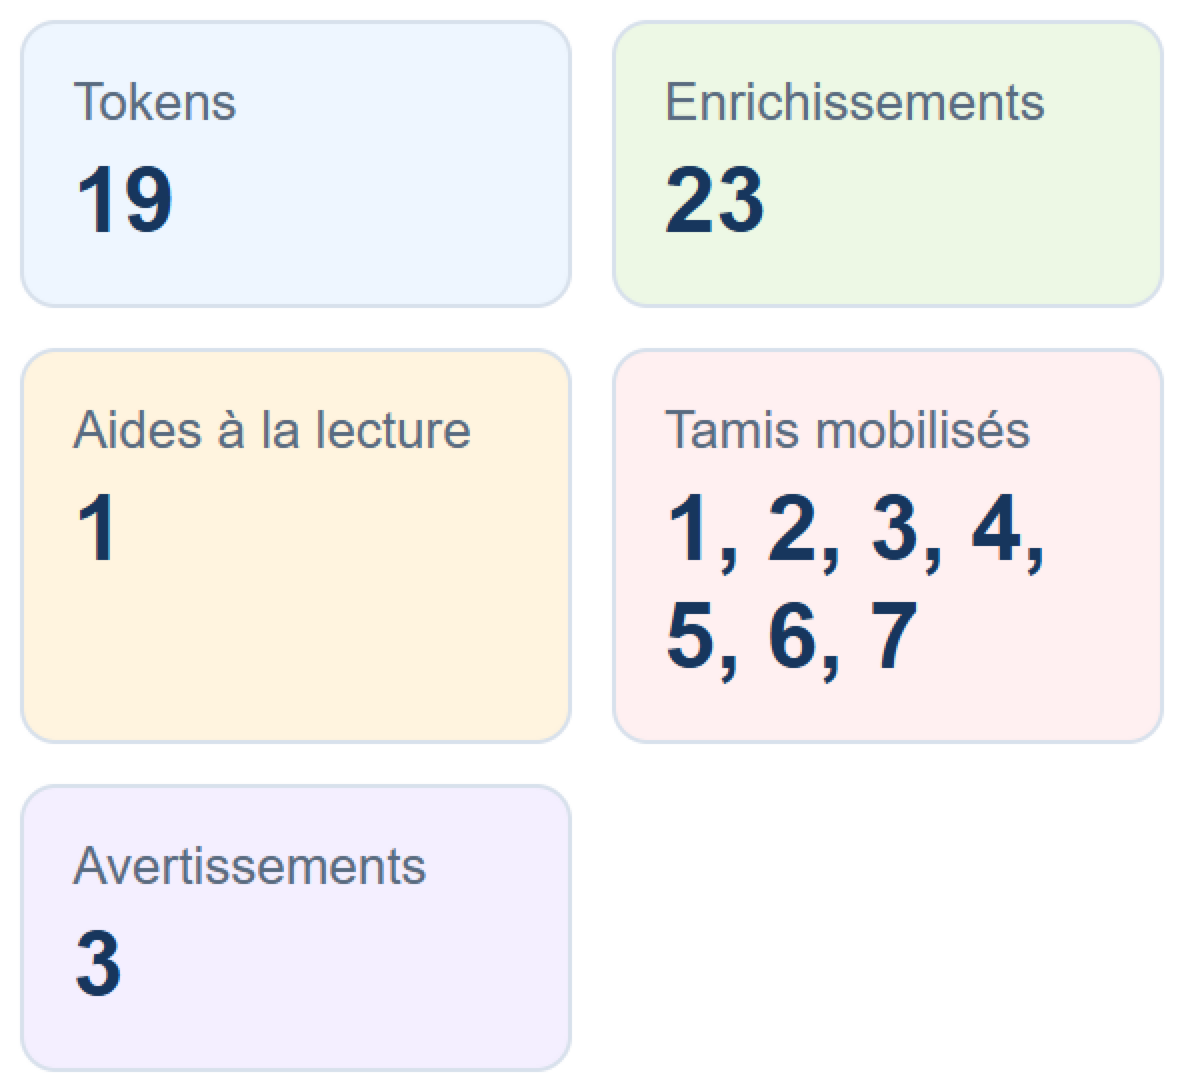 Tokens
19
Enrichissements
23
Aides à la lecture
1
Tamis mobilisés
1, 2, 3, 4,
5, 6, 7
Avertissements
3